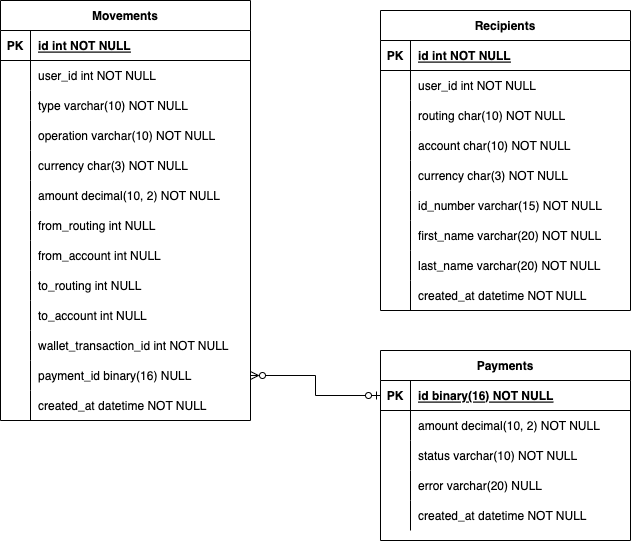 Movements
PK id int NOT NULL
user_id int NOT NULL
type varchar(10) NOT NULL
operation varchar(10) NOT NULL
currency char(3) NOT NULL
amount decimal(10, 2) NOT NULL
from_routing int NULL
from_account int NULL
to_routing int NULL
to_account int NULL
wallet_transaction_id int NOT NULL
payment_id binary(16) NULL
created_at datetime NOT NULL
Recipients
PK id int NOT NULL
user_id int NOT NULL
routing char(10) NOT NULL
account char(10) NOT NULL
currency char(3) NOT NULL
id_number varchar(15) NOT NULL
first_name varchar(20) NOT NULL
last_name varchar(20) NOT NULL
created_at datetime NOT NULL
Payments
PK id binary(16) NOT NULL
amount decimal(10, 2) NOT NULL
status varchar(10) NOT NULL
error varchar(20) NULL
created_at datetime NOT NULL